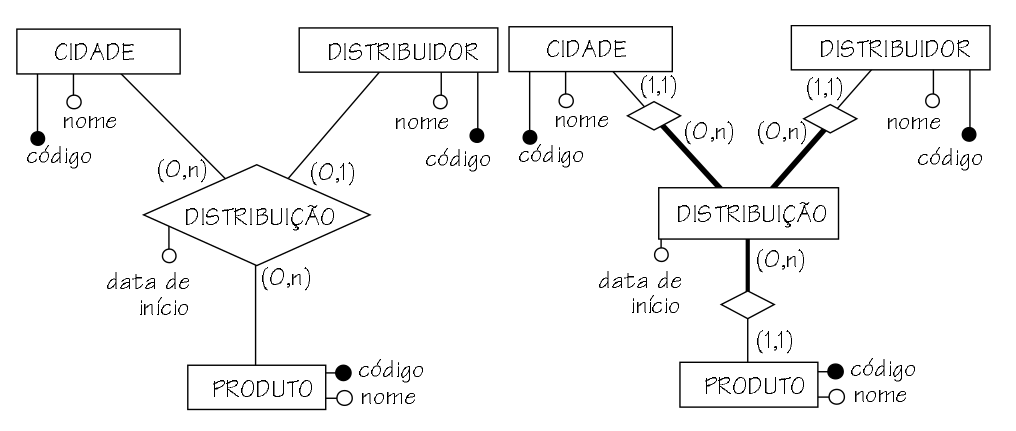 CIDADE
DISTRIBUIDOR
nome
código
nome
código
(0,n)
(0,1)
DISTRIBUIÇÃO
data de
início
(0,n)
PRODUTO
código
nome
CIDADE
DISTRIBUIDOR
(1,1)
(1,1)
nome
código
(0,n)
(0,n)
nome
código
DISTRIBUIÇÃO
data de
início
(0,n)
(1,1)
PRODUTO
código
nome